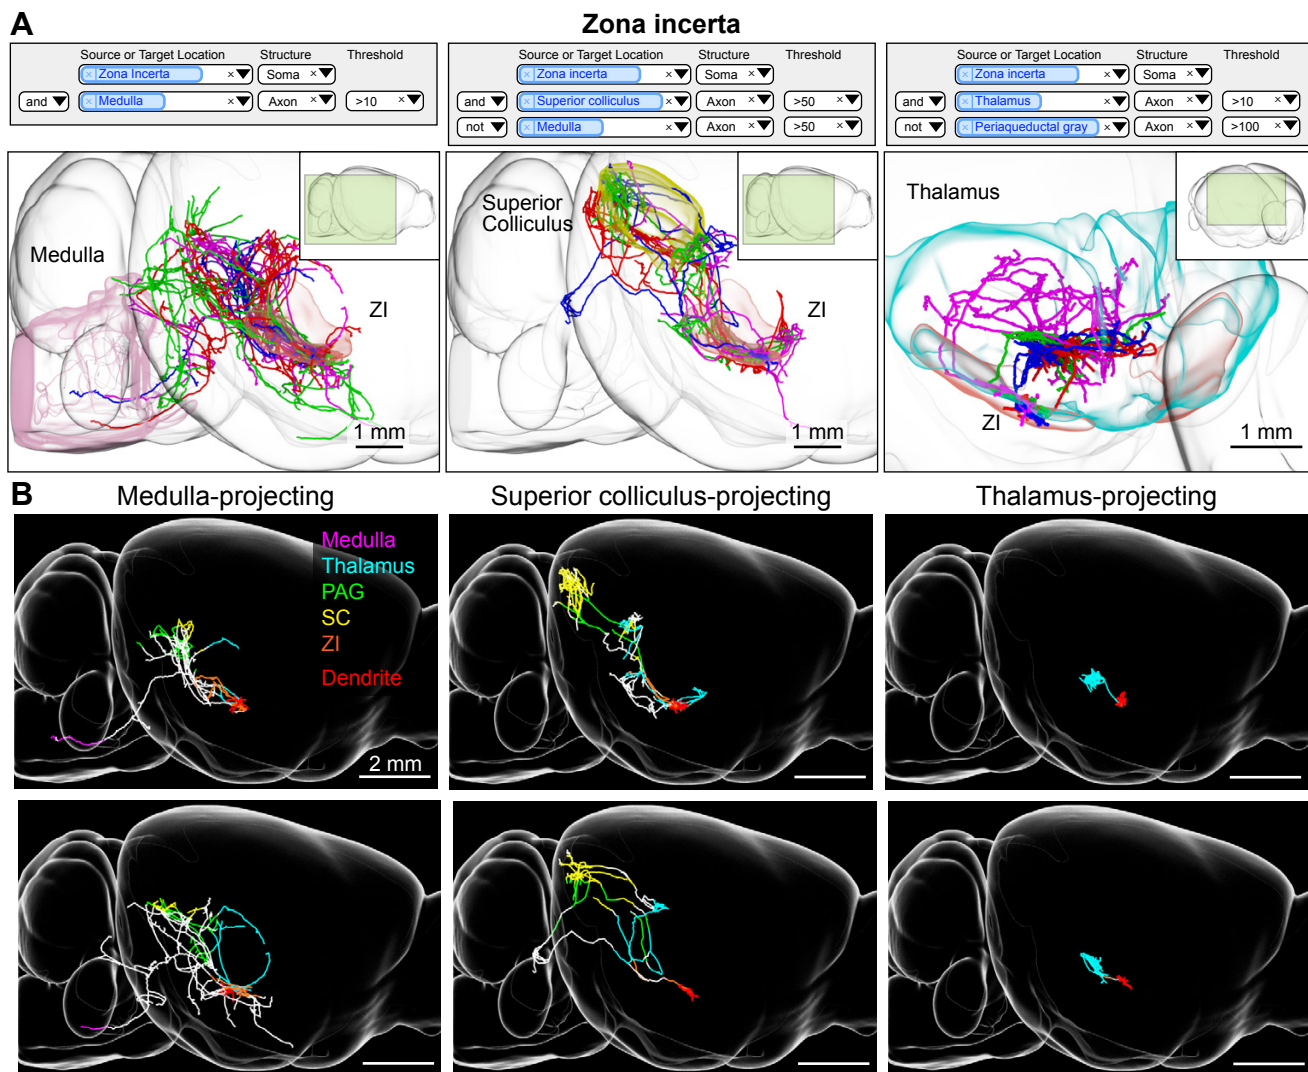 A
Zona incerta
Source or Target Location Structure Threshold
× Zona Incerta × Soma ×
and × Medulla × Axon × >10 ×
Source or Target Location Structure Threshold
× Zona incerta × Soma ×
and × Superior colliculus × Axon × >50 ×
not × Medulla × Axon × >50 ×
Source or Target Location Structure Threshold
× Zona incerta × Soma ×
and × Thalamus × Axon × >10 ×
not × Periaqueductal gray × Axon × >100 ×
Medulla
ZI
1 mm
Superior
Colliculus
ZI
1 mm
Thalamus
ZI
1 mm
B
Medulla-projecting
Superior colliculus-projecting
Thalamus-projecting
Medulla
Thalamus
PAG
SC
ZI
Dendrite
2 mm